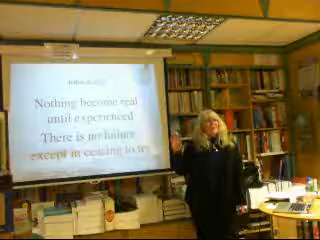 Nothing become real
until experienced
There is no failure
except in ceasing to try